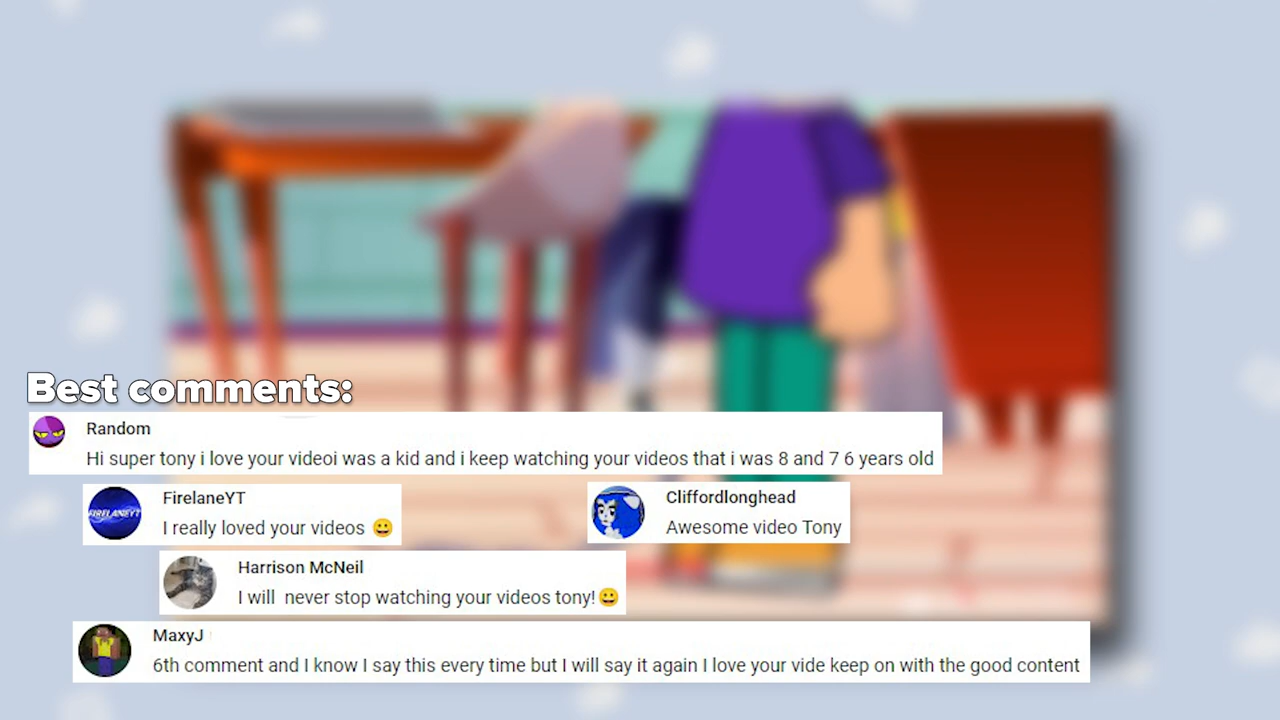 Best comments:
Random
Hi super tony i love your videoi was a kid and i keep watching your videos that i was 8 and 7 6 years old
FirelaneYT
I really loved your videos 😀
FIRELANEYT
Cliffordlonghead
Awesome video Tony
Harrison McNeil
I will never stop watching your videos tony!😀
MaxyJ
6th comment and I know I say this every time but I will say it again I love your vide keep on with the good content